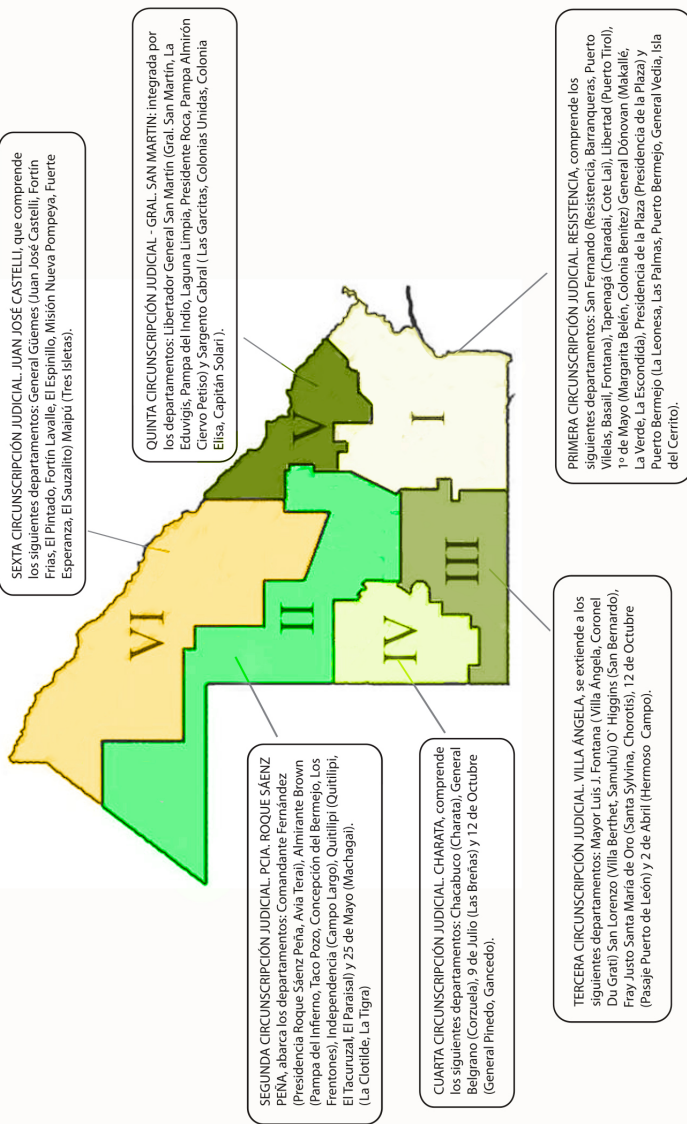 SEXTA CIRCUNSCRIPCIÓN JUDICIAL. JUAN JOSÉ CASTELLI, que comprende
los siguientes departamentos: General Güemes (Juan José Castelli, Fortín
Frías, El Pintado, Fortín Lavalle, El Espinillo, Misión Nueva Pompeya, Fuerte
Esperanza, El Sauzalito) Maipú (Tres Isletas).
QUINTA CIRCUNSCRIPCIÓN JUDICIAL - GRAL. SAN MARTIN: integrada por
los departamentos: Libertador General San Martín (Gral. San Martín, La
Eduvigis, Pampa del Indio, Laguna Limpia, Presidente Roca, Pampa Almirón
Ciervo Petiso) y Sargento Cabral ( Las Garcitas, Colonias Unidas, Colonia
Elisa, Capitán Solari ).
VI
V
II
I
IV
III
SEGUNDA CIRCUNSCRIPCIÓN JUDICIAL. PCIA. ROQUE SÁENZ
PEÑA, abarca los departamentos: Comandante Fernández
(Presidencia Roque Sáenz Peña, Avia Terai), Almirante Brown
(Pampa del Infierno, Taco Pozo, Concepción del Bermejo, Los
Frentones), Independencia (Campo Largo), Quitilipi (Quitilipi,
El Tacuruzal, El Paraisal) y 25 de Mayo (Machagai).
(La Clotilde, La Tigra)
CUARTA CIRCUNSCRIPCIÓN JUDICIAL. CHARATA, comprende
los siguientes departamentos: Chacabuco (Charata), General
Belgrano (Corzuela), 9 de Julio (Las Breñas) y 12 de Octubre
(General Pinedo, Gancedo).
TERCERA CIRCUNSCRIPCIÓN JUDICIAL. VILLA ÁNGELA, se extiende a los
siguientes departamentos: Mayor Luis J. Fontana ( Villa Ángela, Coronel
Du Grati) San Lorenzo (Villa Berthet, Samuhú) O` Higgins (San Bernardo),
Fray Justo Santa María de Oro (Santa Sylvina, Chorotis), 12 de Octubre
(Pasaje Puerto de León) y 2 de Abril (Hermoso Campo).
PRIMERA CIRCUNSCRIPCIÓN JUDICIAL. RESISTENCIA, comprende los
siguientes departamentos: San Fernando (Resistencia, Barranqueras, Puerto
Vilelas, Basail, Fontana), Tapenagá (Charadai, Cote Lai), Libertad (Puerto Tirol),
1º de Mayo (Margarita Belén, Colonia Benítez) General Dónovan (Makallé,
La Verde, La Escondida), Presidencia de la Plaza (Presidencia de la Plaza) y
Puerto Bermejo (La Leonesa, Las Palmas, Puerto Bermejo, General Vedia, Isla
del Cerrito).